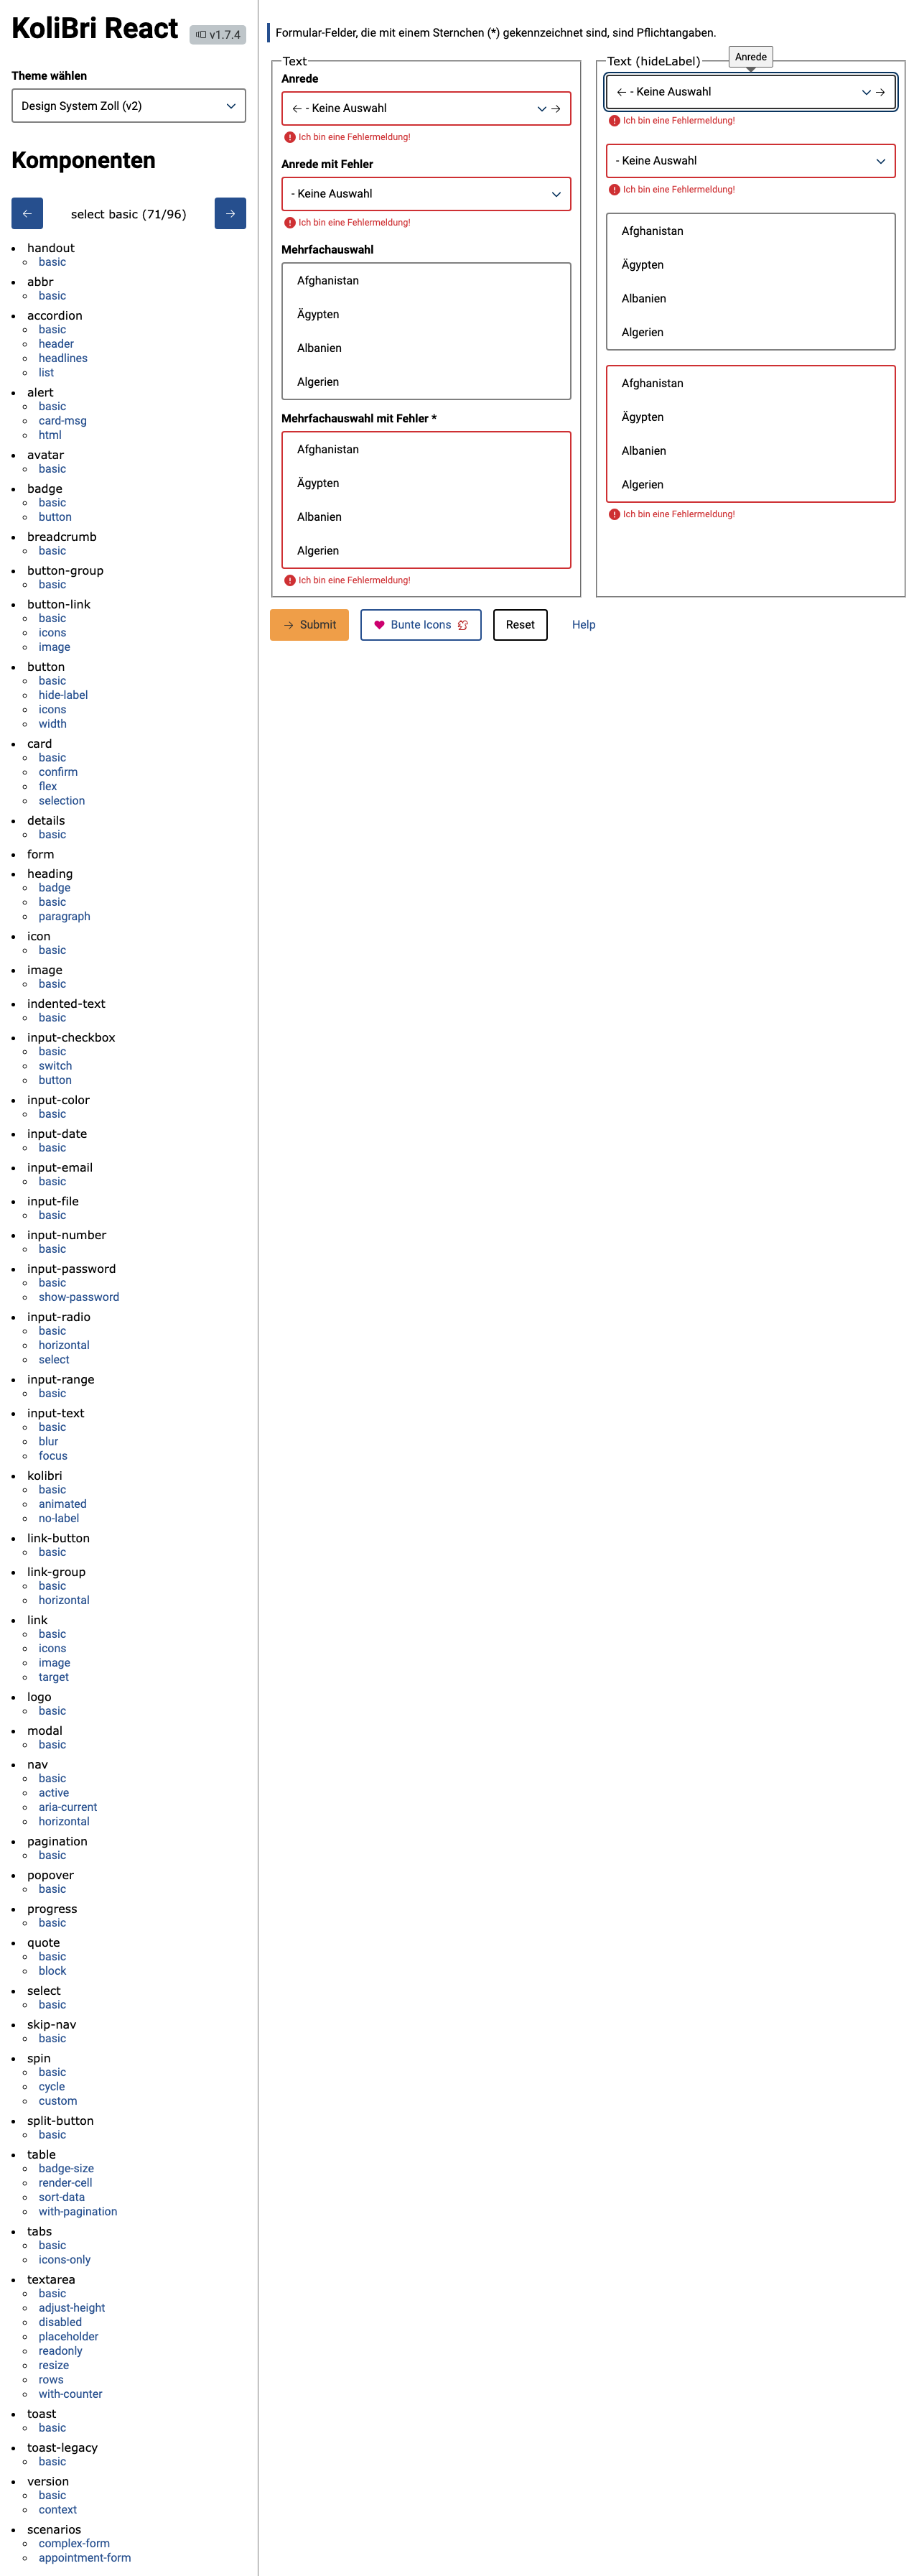 KoliBri React
v1.7.4
Theme wählen
Design System Zoll (v2)
Komponenten
← select basic (71/96) →
handout
basic
abbr
basic
accordion
basic
header
headlines
list
alert
basic
card-msg
html
avatar
basic
badge
basic
button
breadcrumb
basic
button-group
basic
button-link
basic
icons
image
button
basic
hide-label
icons
width
card
basic
confirm
flex
selection
details
basic
form
heading
badge
basic
paragraph
icon
basic
image
basic
indented-text
basic
input-checkbox
basic
switch
button
input-color
basic
input-date
basic
input-email
basic
input-file
basic
input-number
basic
input-password
basic
show-password
input-radio
basic
horizontal
select
input-range
basic
input-text
basic
blur
focus
kolibri
basic
animated
no-label
link-button
basic
link-group
basic
horizontal
link
basic
icons
image
target
logo
basic
modal
basic
nav
basic
active
aria-current
horizontal
pagination
basic
popover
basic
progress
basic
quote
basic
block
select
basic
skip-nav
basic
spin
basic
cycle
custom
split-button
basic
table
badge-size
render-cell
sort-data
with-pagination
tabs
basic
icons-only
textarea
basic
adjust-height
disabled
placeholder
readonly
resize
rows
with-counter
toast
basic
toast-legacy
basic
version
basic
context
scenarios
complex-form
appointment-form
Formular-Felder, die mit einem Sternchen (*) gekennzeichnet sind, sind Pflichtangaben.
Text
Anrede
← - Keine Auswahl →
Ich bin eine Fehlermeldung!
Anrede mit Fehler
- Keine Auswahl
Ich bin eine Fehlermeldung!
Mehrfachauswahl
Afghanistan
Ägypten
Albanien
Algerien
Mehrfachauswahl mit Fehler *
Afghanistan
Ägypten
Albanien
Algerien
Ich bin eine Fehlermeldung!
Text (hideLabel)
Anrede
← - Keine Auswahl →
Ich bin eine Fehlermeldung!
- Keine Auswahl
Ich bin eine Fehlermeldung!
Afghanistan
Ägypten
Albanien
Algerien
Afghanistan
Ägypten
Albanien
Algerien
Ich bin eine Fehlermeldung!
→ Submit
Bunte Icons
Reset
Help